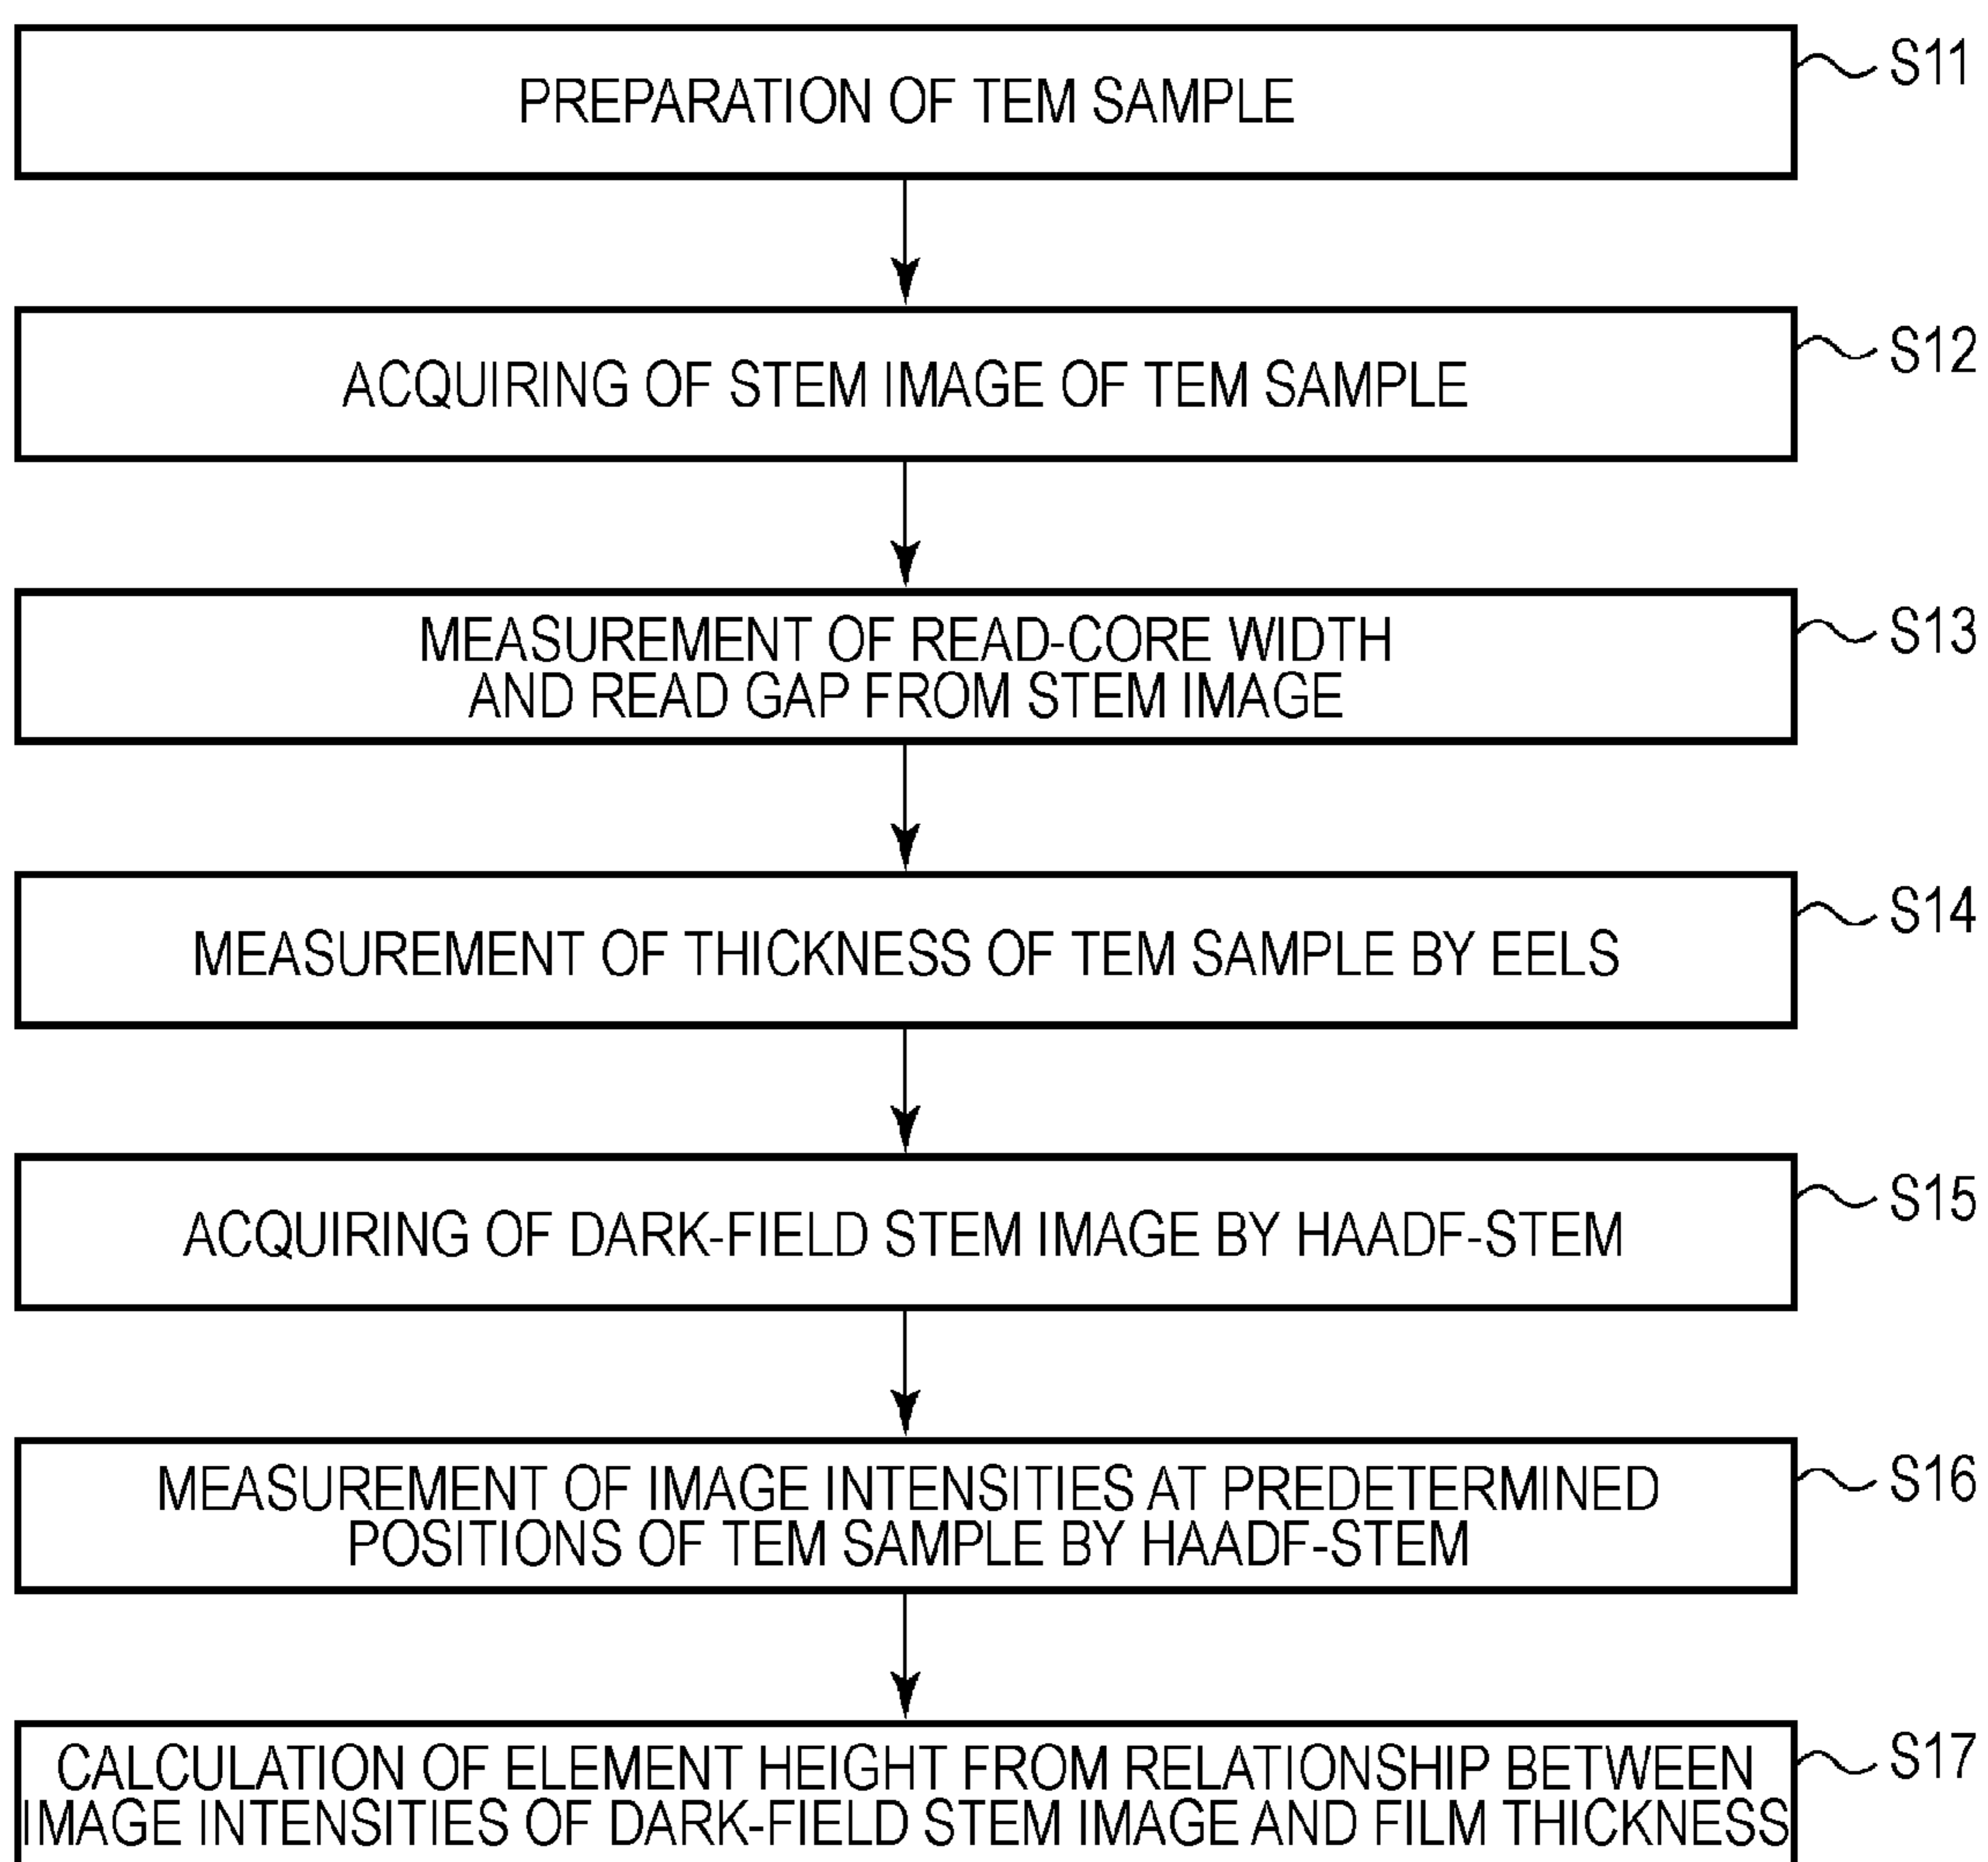 PREPARATION OF TEM SAMPLE
S11
ACQUIRING OF STEM IMAGE OF TEM SAMPLE
S12
MEASUREMENT OF READ-CORE WIDTH
AND READ GAP FROM STEM IMAGE
S13
MEASUREMENT OF THICKNESS OF TEM SAMPLE BY EELS
S14
ACQUIRING OF DARK-FIELD STEM IMAGE BY HAADF-STEM
S15
MEASUREMENT OF IMAGE INTENSITIES AT PREDETERMINED
POSITIONS OF TEM SAMPLE BY HAADF-STEM
S16
CALCULATION OF ELEMENT HEIGHT FROM RELATIONSHIP BETWEEN
IMAGE INTENSITIES OF DARK-FIELD STEM IMAGE AND FILM THICKNESS
S17